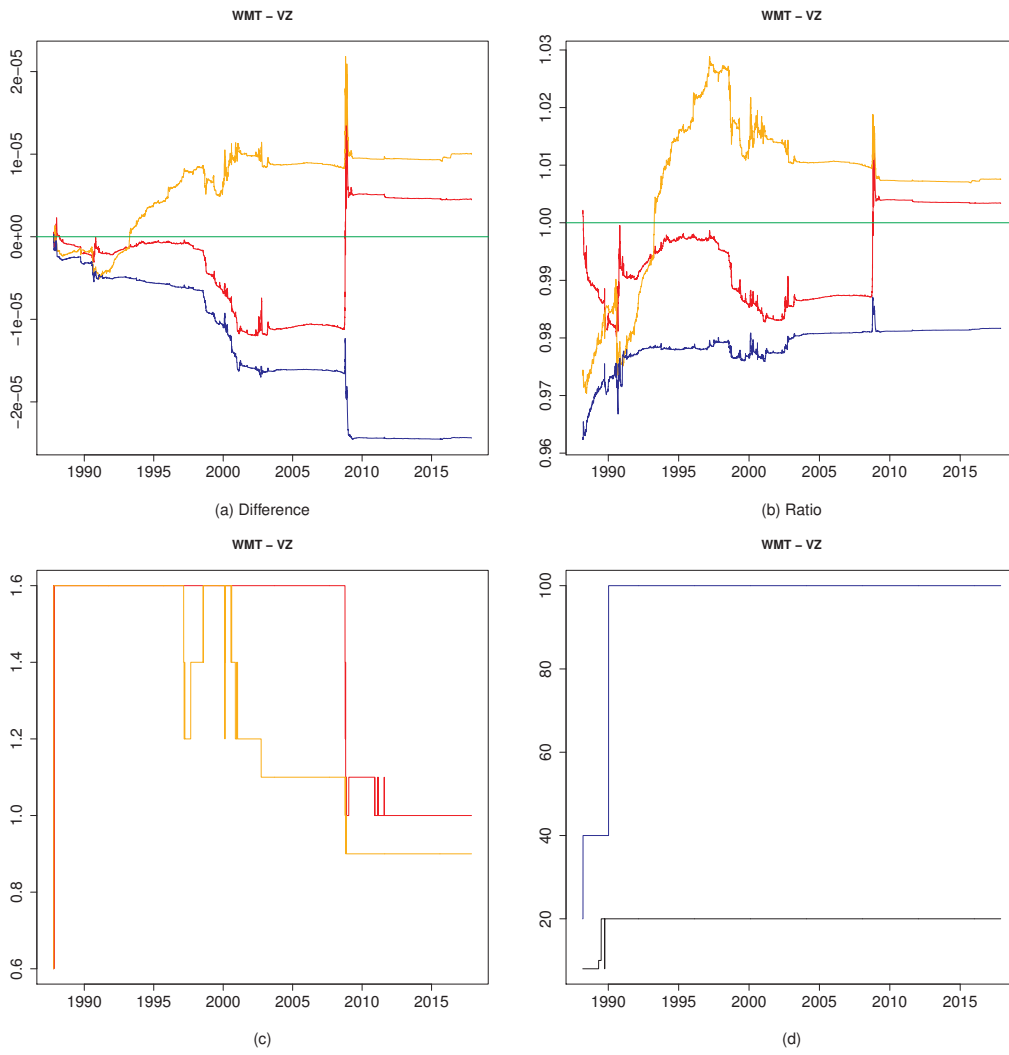 WMT − VZ
2e−05
1e−05
0e+00
−1e−05
−2e−05
1990 1995 2000 2005 2010 2015
(a) Difference
WMT − VZ
1.03
1.02
1.01
1.00
0.99
0.98
0.97
0.96
1990 1995 2000 2005 2010 2015
(b) Ratio
WMT − VZ
1.6
1.4
1.2
1.0
0.8
0.6
1990 1995 2000 2005 2010 2015
(c)
WMT − VZ
100
80
60
40
20
1990 1995 2000 2005 2010 2015
(d)